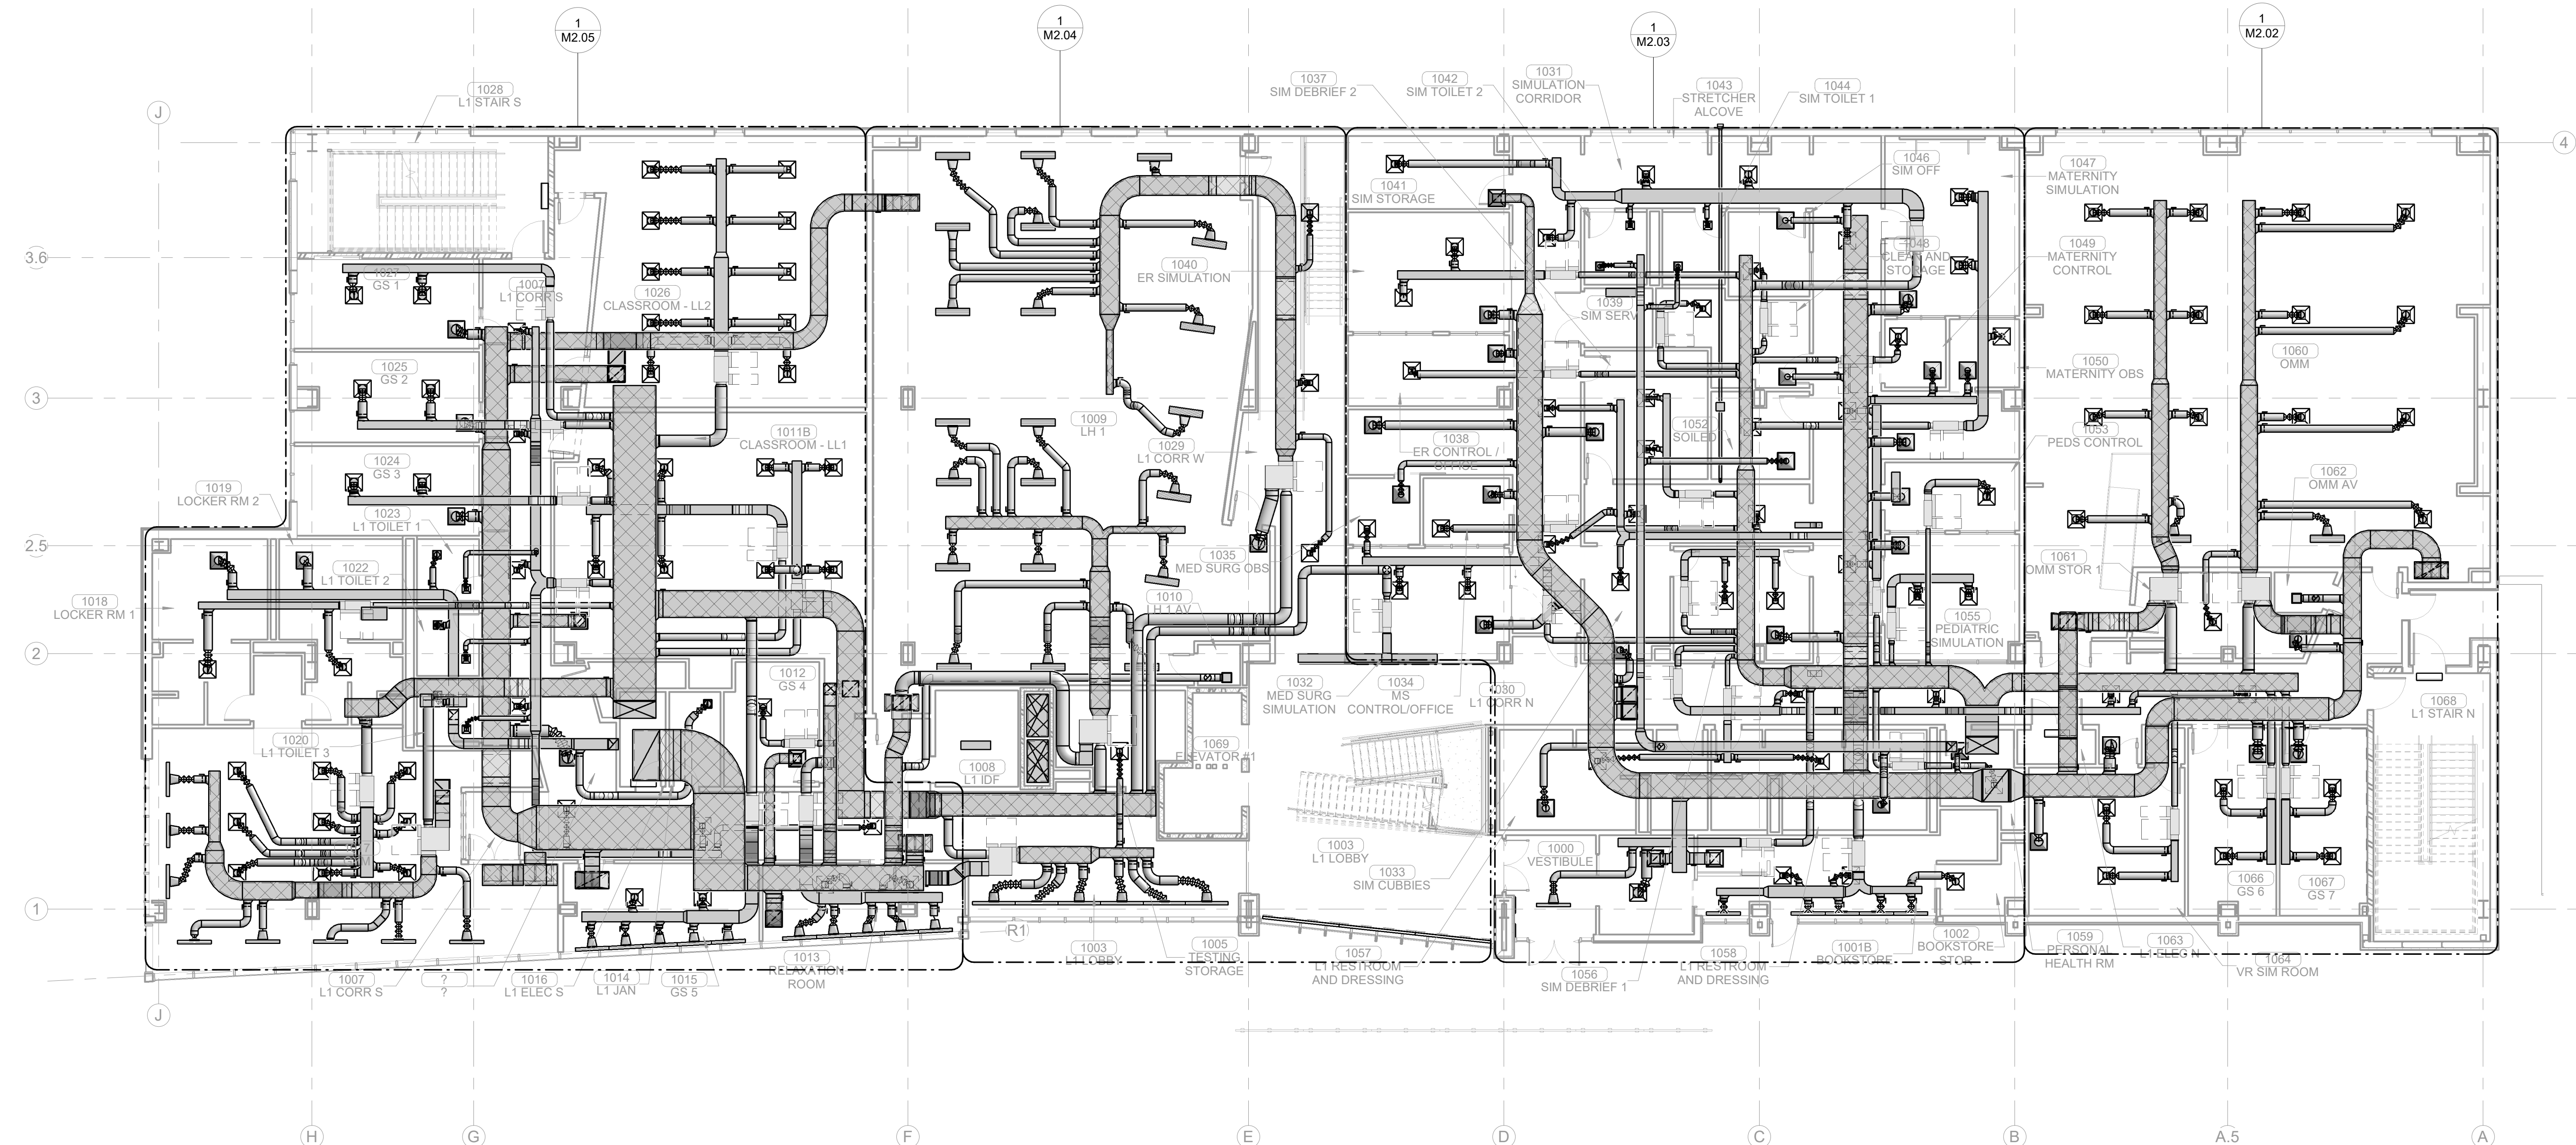 1
M2.05
1
M2.04
1
M2.03
1
M2.02
1028
L1 STAIR S
1037
SIM DEBRIEF 2
1042
SIM TOILET 2
1031
SIMULATION
CORRIDOR
1043
STRETCHER
ALCOVE
1044
SIM TOILET 1
J
4
1046
SIM OFF
1047
MATERNITY
SIMULATION
1041
SIM STORAGE
3.6
1027
GS 1
1007
L1 CORR S
1026
CLASSROOM - LL2
1040
ER SIMULATION
1048
CLEAN AND
STORAGE
1049
MATERNITY
CONTROL
1039
SIM SERV
1025
GS 2
1050
MATERNITY OBS
1060
OMM
3
1011B
CLASSROOM - LL1
1009
LH 1
1029
L1 CORR W
1038
ER CONTROL /
OFFICE
1052
SOILED
1053
PEDS CONTROL
1024
GS 3
1062
OMM AV
1019
LOCKER RM 2
1023
L1 TOILET 1
2.5
1035
MED SURG OBS
1061
OMM STOR 1
1022
L1 TOILET 2
1018
LOCKER RM 1
1010
LH 1 AV
1055
PEDIATRIC
SIMULATION
2
1012
GS 4
1032
MED SURG
SIMULATION
1034
MS
CONTROL/OFFICE
1030
L1 CORR N
1068
L1 STAIR N
1020
L1 TOILET 3
1008
L1 IDF
1069
ELEVATOR #1
1003
L1 LOBBY
1000
VESTIBULE
1033
SIM CUBBIES
1066
GS 6
1067
GS 7
1
R1
1007
L1 CORR S
?
?
1016
L1 ELEC S
1014
L1 JAN
1015
GS 5
1013
RELAXATION
ROOM
1003
L1 LOBBY
1005
TESTING
STORAGE
1057
L1 RESTROOM
AND DRESSING
1056
SIM DEBRIEF 1
1058
L1 RESTROOM
AND DRESSING
1001B
BOOKSTORE
1002
BOOKSTORE
STOR
1059
PERSONAL
HEALTH RM
1063
L1 ELEC N
1064
VR SIM ROOM
J
H
G
F
E
D
C
B
A.5
A